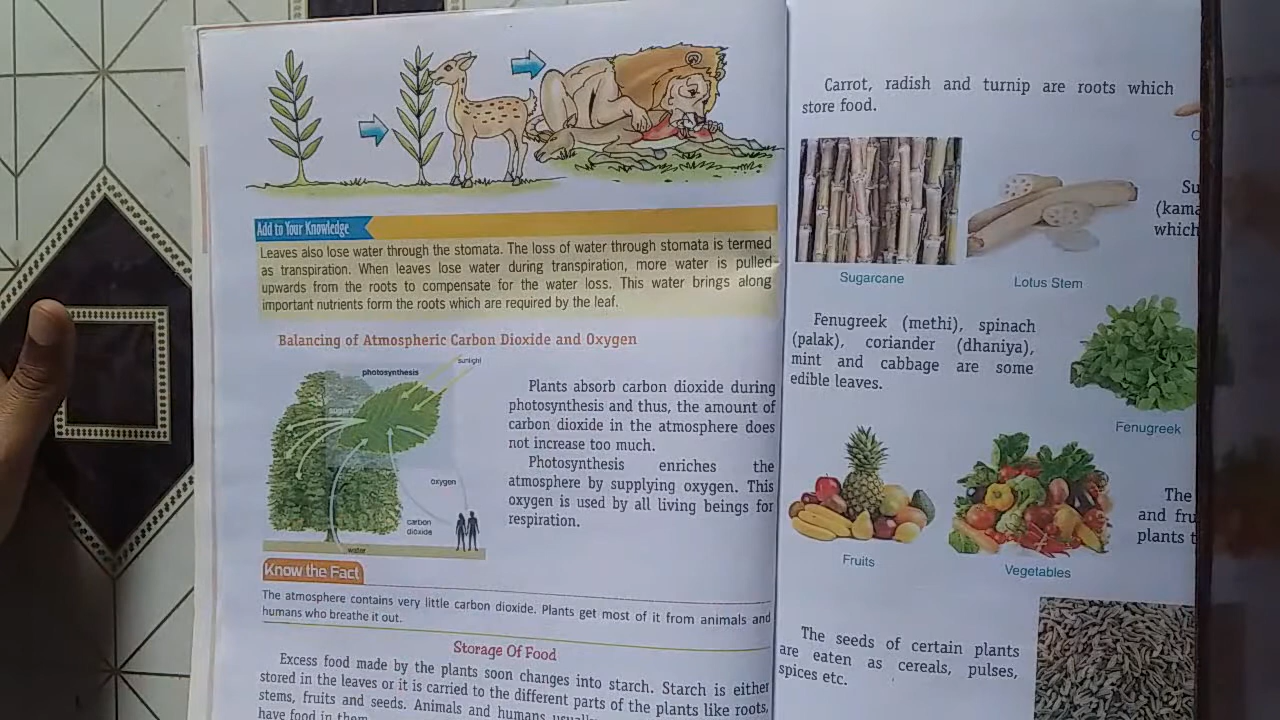 Add to Your Knowledge
Leaves also lose water through the stomata. The loss of water through stomata is termed
as transpiration. When leaves lose water during transpiration, more water is pulled
upwards from the roots to compensate for the water loss. This water brings along
important nutrients form the roots which are required by the leaf.
Balancing of Atmospheric Carbon Dioxide and Oxygen
sunlight
photosynthesis
sugars
oxygen
carbon
dioxide
water
Plants absorb carbon dioxide during
photosynthesis and thus, the amount of
carbon dioxide in the atmosphere does
not increase too much.
Photosynthesis enriches the
atmosphere by supplying oxygen. This
oxygen is used by all living beings for
respiration.
Know the Fact
The atmosphere contains very little carbon dioxide. Plants get most of it from animals and
humans who breathe it out.
Storage Of Food
Excess food made by the plants soon changes into starch. Starch is either
stored in the leaves or it is carried to the different parts of the plants like roots,
stems, fruits and seeds. Animals and humans
have food in them
Carrot, radish and turnip are roots which
store food.
Sugarcane
Lotus Stem
which
Fenugreek (methi), spinach
(palak), coriander (dhaniya),
mint and cabbage are some
edible leaves.
Fenugreek
Fruits
Vegetables
The
and
plants
The seeds of certain plants
are eaten as cereals, pulses,
spices etc.